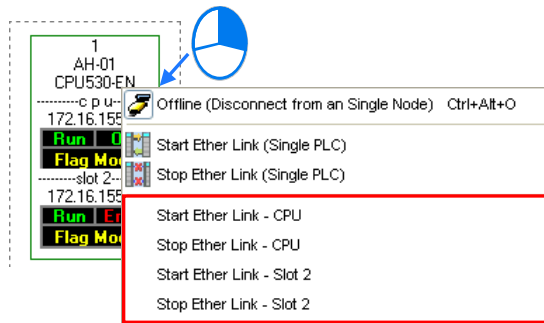 1
AH-01
CPU530-EN
---------c p u--
172.16.155
Run
Flag Mo
---------slot 2--
172.16.155
Run
Flag Mo
Offline (Disconnect from an Single Node) Ctrl+Alt+O
Start Ether Link (Single PLC)
Stop Ether Link (Single PLC)
Start Ether Link - CPU
Stop Ether Link - CPU
Start Ether Link - Slot 2
Stop Ether Link - Slot 2